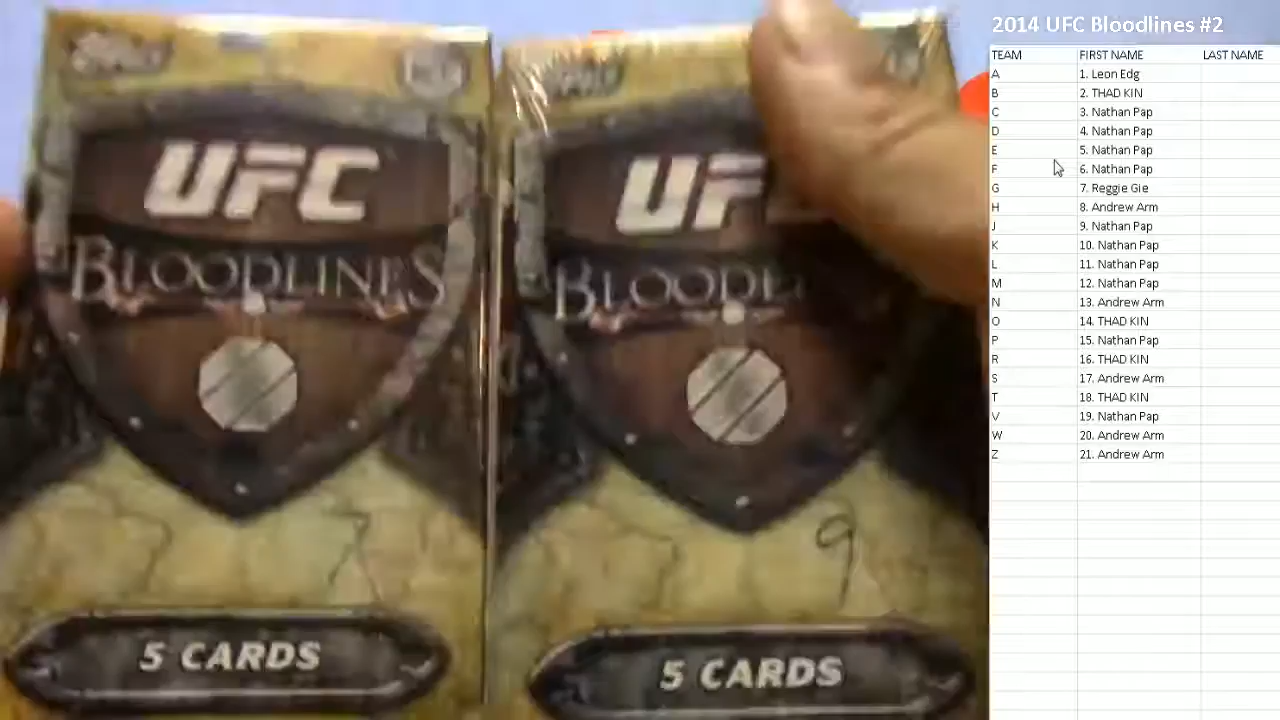 2014 UFC Bloodlines #2
TEAM FIRST NAME LAST NAME
A 1. Leon Edg
B 2. THAD KIN
C 3. Nathan Pap
D 4. Nathan Pap
E 5. Nathan Pap
F 6. Nathan Pap
G 7. Reggie Gie
H 8. Andrew Arm
J 9. Nathan Pap
K 10. Nathan Pap
L 11. Nathan Pap
M 12. Nathan Pap
N 13. Andrew Arm
O 14. THAD KIN
P 15. Nathan Pap
R 16. THAD KIN
S 17. Andrew Arm
T 18. THAD KIN
V 19. Nathan Pap
W 20. Andrew Arm
Z 21. Andrew Arm
Topps
UFC
BLOODLINES
7
5 CARDS
Topps
UF
BLOODL
9
5 CARDS